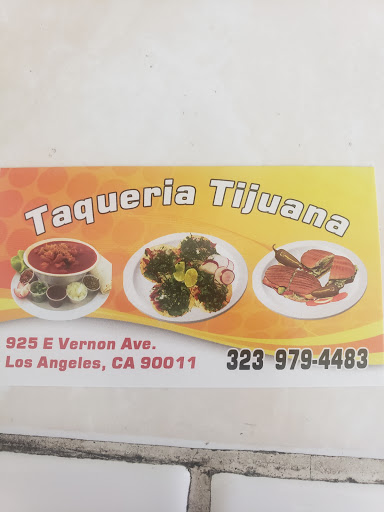 Taqueria Tijuana
925 E Vernon Ave.
Los Angeles, CA 90011
323 979-4483